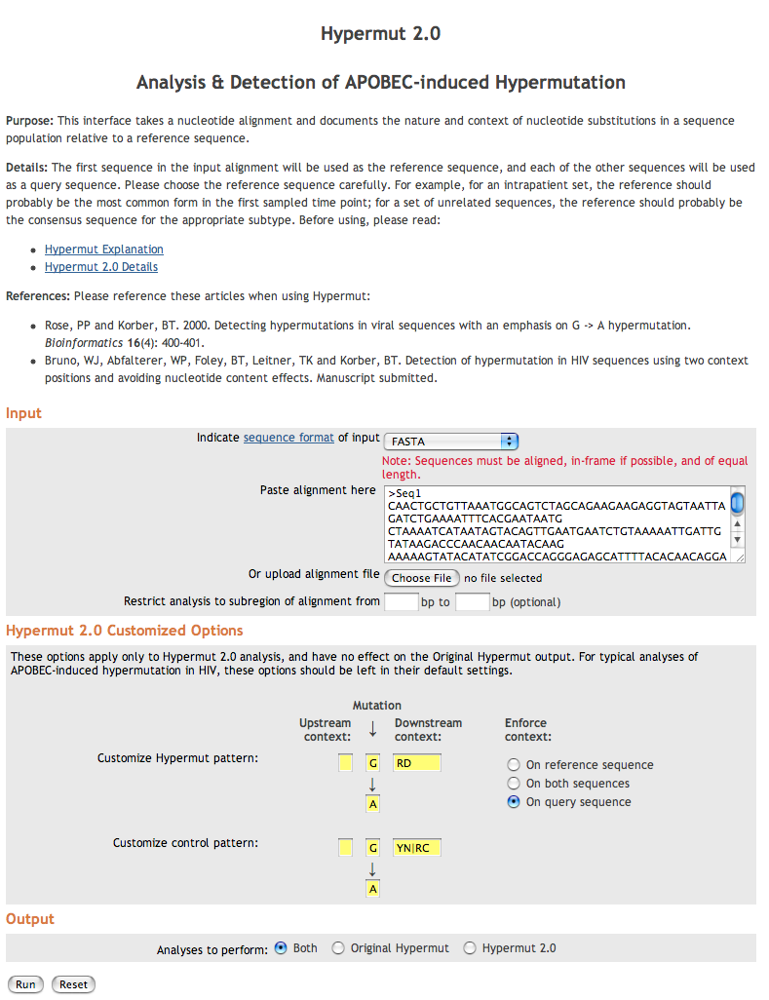 Hypermut 2.0
Analysis & Detection of APOBEC-induced Hypermutation
Purpose: This interface takes a nucleotide alignment and documents the nature and context of nucleotide substitutions in a sequence
population relative to a reference sequence.
Details: The first sequence in the input alignment will be used as the reference sequence, and each of the other sequences will be used
as a query sequence. Please choose the reference sequence carefully. For example, for an intrapatient set, the reference should
probably be the most common form in the first sampled time point; for a set of unrelated sequences, the reference should probably be
the consensus sequence for the appropriate subtype. Before using, please read:
• Hypermut Explanation
• Hypermut 2.0 Details
References: Please reference these articles when using Hypermut:
• Rose, PP and Korber, BT. 2000. Detecting hypermutations in viral sequences with an emphasis on G -> A hypermutation.
Bioinformatics 16(4): 400-401.
• Bruno, WJ, Abfalterer, WP, Foley, BT, Leitner, TK and Korber, BT. Detection of hypermutation in HIV sequences using two context
positions and avoiding nucleotide content effects. Manuscript submitted.
Input
Indicate sequence format of input FASTA
Note: Sequences must be aligned, in-frame if possible, and of equal
length.
Paste alignment here >Seq1
CAACTGCTGTTAAATGGCAGTCTAGCAGAAGAAGAGGTAGTAATTA
GATCTGAAAATTTCACGAATAATG
CTAAAATCATAATAGTACAGTTGAATGAATCTGTAAAAATTGATTG
TATAAGACCCAACAACAATACAAG
AAAAAGTATACATATCGGACCAGGGAGAGCATTTTACACAACAGGA
Or upload alignment file Choose File no file selected
Restrict analysis to subregion of alignment from bp to bp (optional)
Hypermut 2.0 Customized Options
These options apply only to Hypermut 2.0 analysis, and have no effect on the Original Hypermut output. For typical analyses of
APOBEC-induced hypermutation in HIV, these options should be left in their default settings.
Mutation
Upstream ↓ Downstream Enforce
context: context: context:
Customize Hypermut pattern: G RD On reference sequence
↓ On both sequences
A On query sequence
Customize control pattern: G YN|RC
↓
A
Output
Analyses to perform: Both Original Hypermut Hypermut 2.0
Run Reset